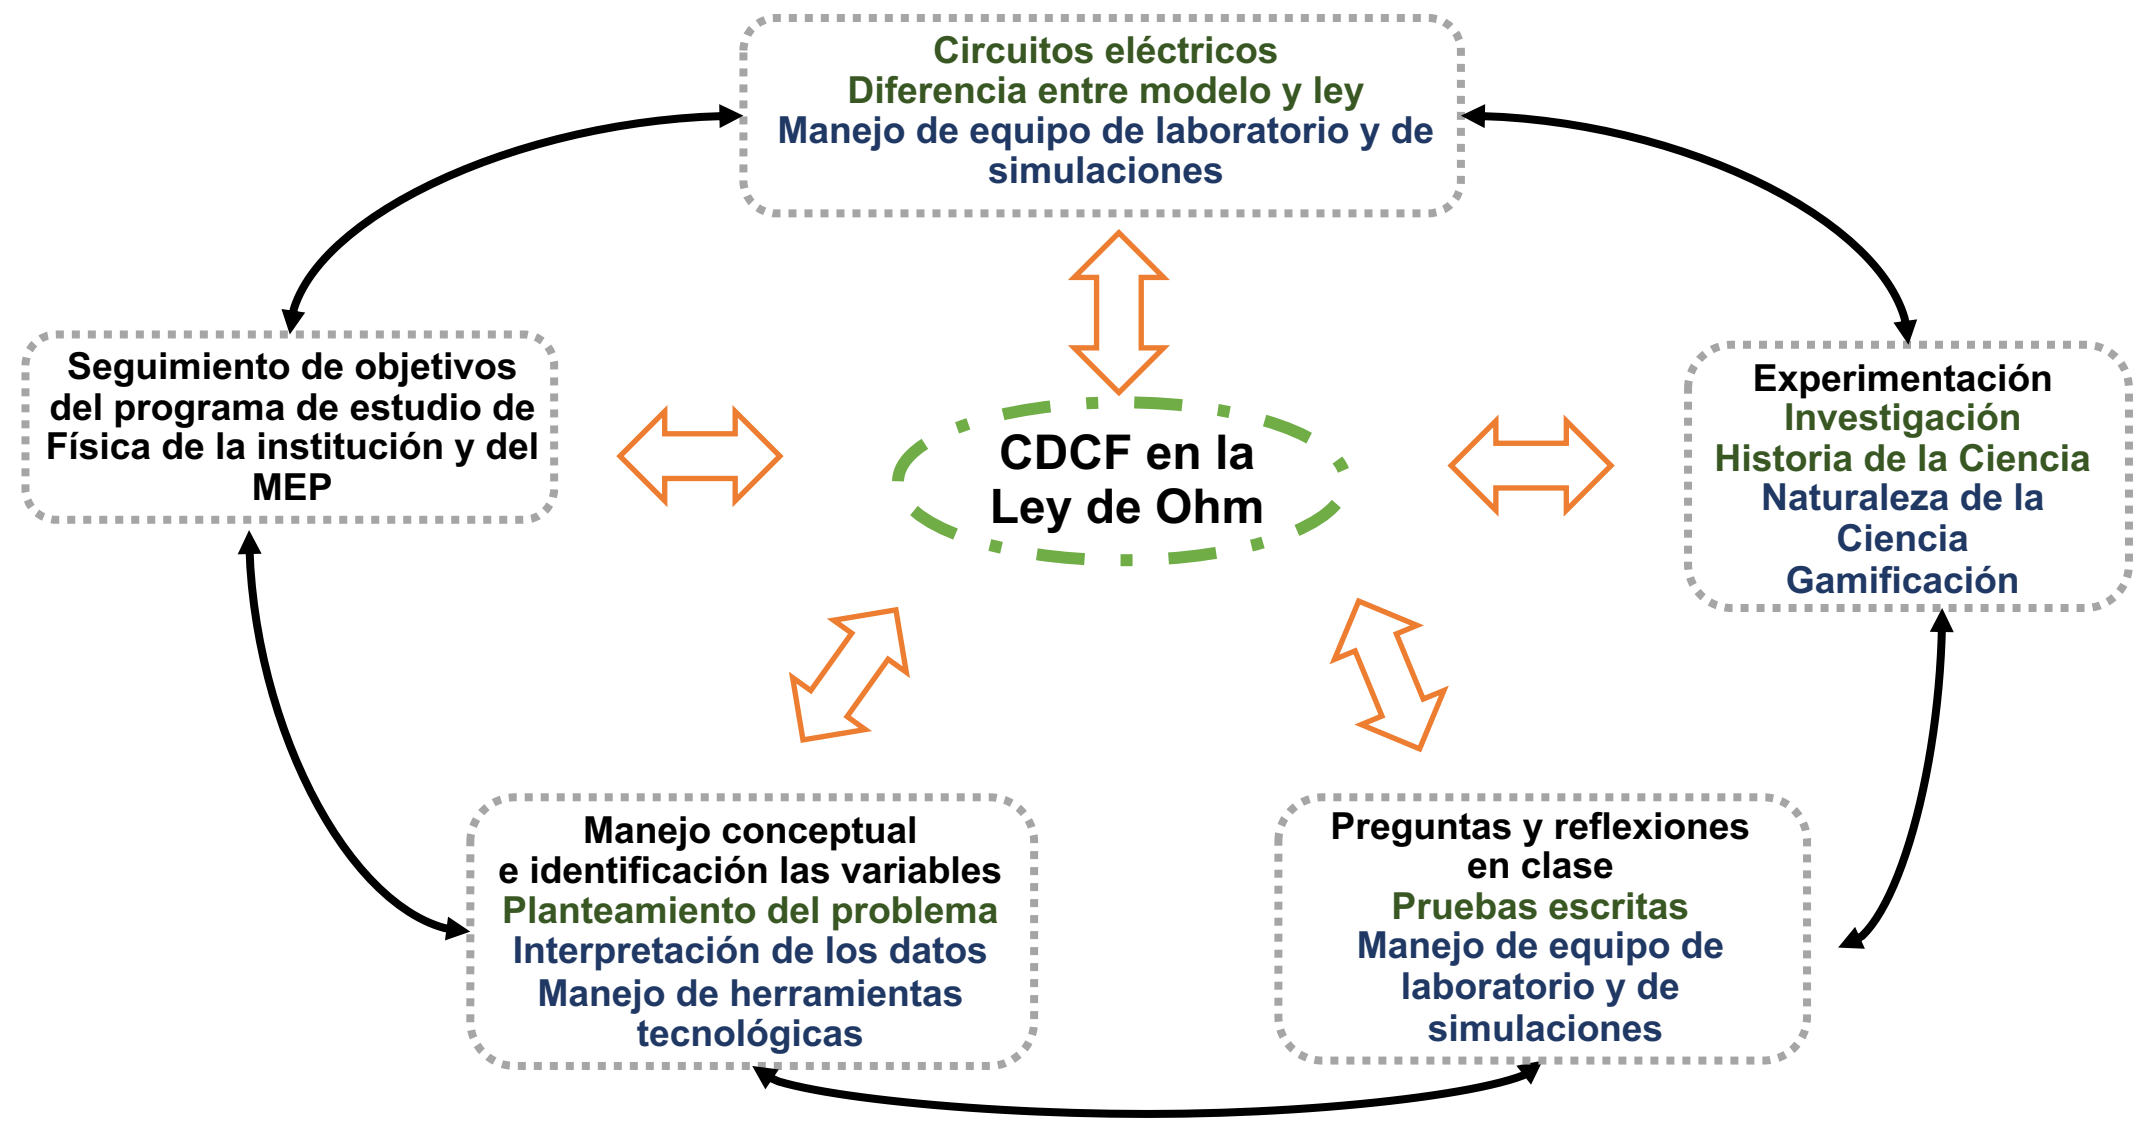 Circuitos eléctricos
Diferencia entre modelo y ley
Manejo de equipo de laboratorio y de
simulaciones
Seguimiento de objetivos
del programa de estudio de
Física de la institución y del
MEP
CDCF en la
Ley de Ohm
Experimentación
Investigación
Historia de la Ciencia
Naturaleza de la
Ciencia
Gamificación
Manejo conceptual
e identificación las variables
Planteamiento del problema
Interpretación de los datos
Manejo de herramientas
tecnológicas
Preguntas y reflexiones
en clase
Pruebas escritas
Manejo de equipo de
laboratorio y de
simulaciones